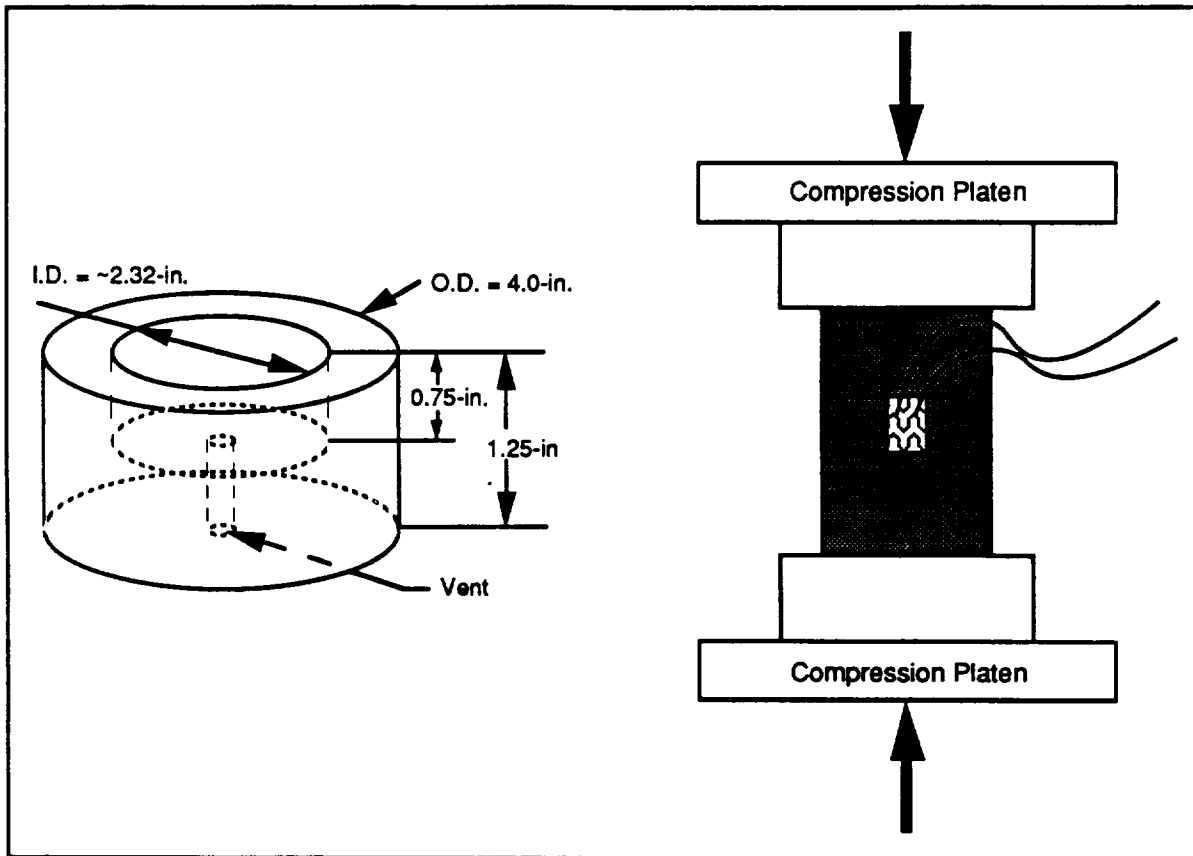 I.D. = ~2.32-in.
O.D. = 4.0-in.
0.75-in.
1.25-in
Vent
Compression Platen
Compression Platen